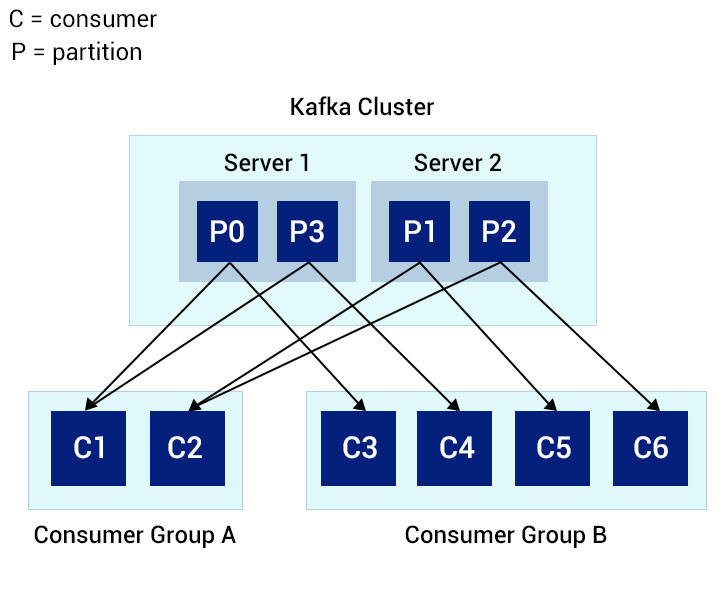 C = consumer
P = partition
Kafka Cluster
Server 1
Server 2
P0
P3
P1
P2
C1
C2
C3
C4
C5
C6
Consumer Group A
Consumer Group B